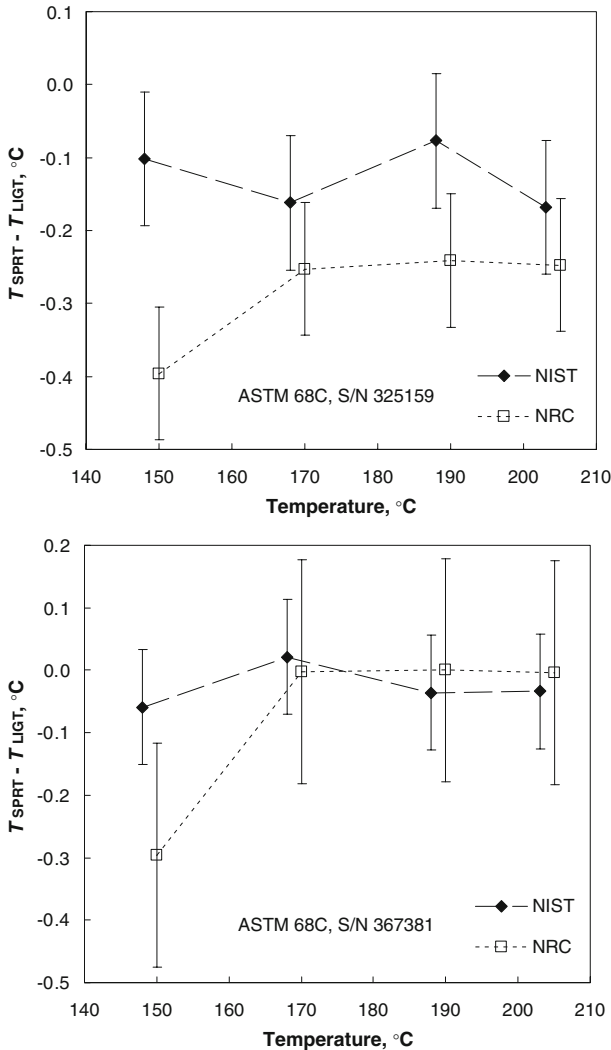 0.1
0.0
-0.1
-0.2
-0.3
-0.4
-0.5
T SPRT - T LIGT, °C
NIST
ASTM 68C, S/N 325159
NRC
140 150 160 170 180 190 200 210
Temperature, °C
0.2
0.1
0.0
-0.1
-0.2
-0.3
-0.4
-0.5
T SPRT - T LIGT, °C
NIST
ASTM 68C, S/N 367381
NRC
140 150 160 170 180 190 200 210
Temperature, °C